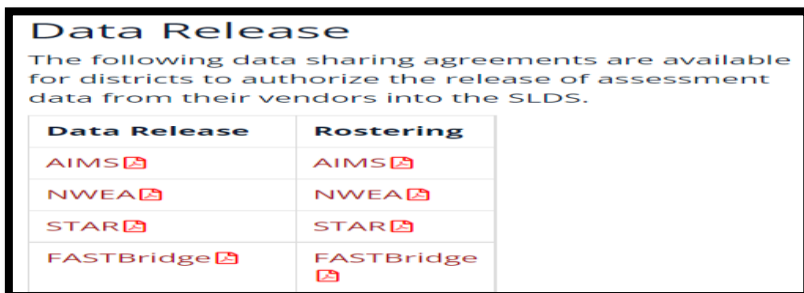 Data Release
The following data sharing agreements are available
for districts to authorize the release of assessment
data from their vendors into the SLDS.
Data Release Rostering
AIMS AIMS
NWEA NWEA
STAR STAR
FASTBridge FASTBridge